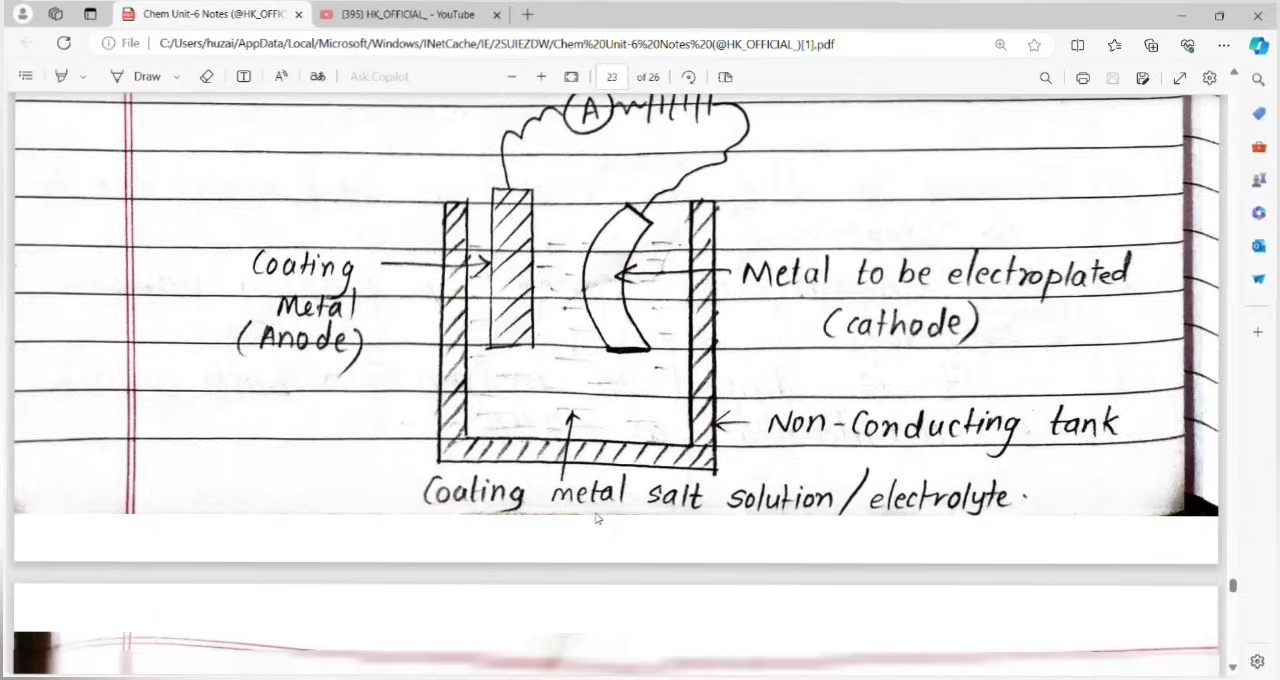 Chem Unit-6 Notes (@HK_OFFIC
(395) HK_OFFICIAL_ - YouTube
File
C:/Users/huzai/AppData/Local/Microsoft/Windows/INetCache/IE/2SUIEZDW/Chem%20Unit-6%20Notes%20(@HK_OFFICIAL_)[1].pdf
Draw
Ask Copilot
23 of 26
A
Coating
Metal
(Anode)
Metal to be electroplated
(cathode)
Non-Conducting tank
Coating metal salt solution/electrolyte.